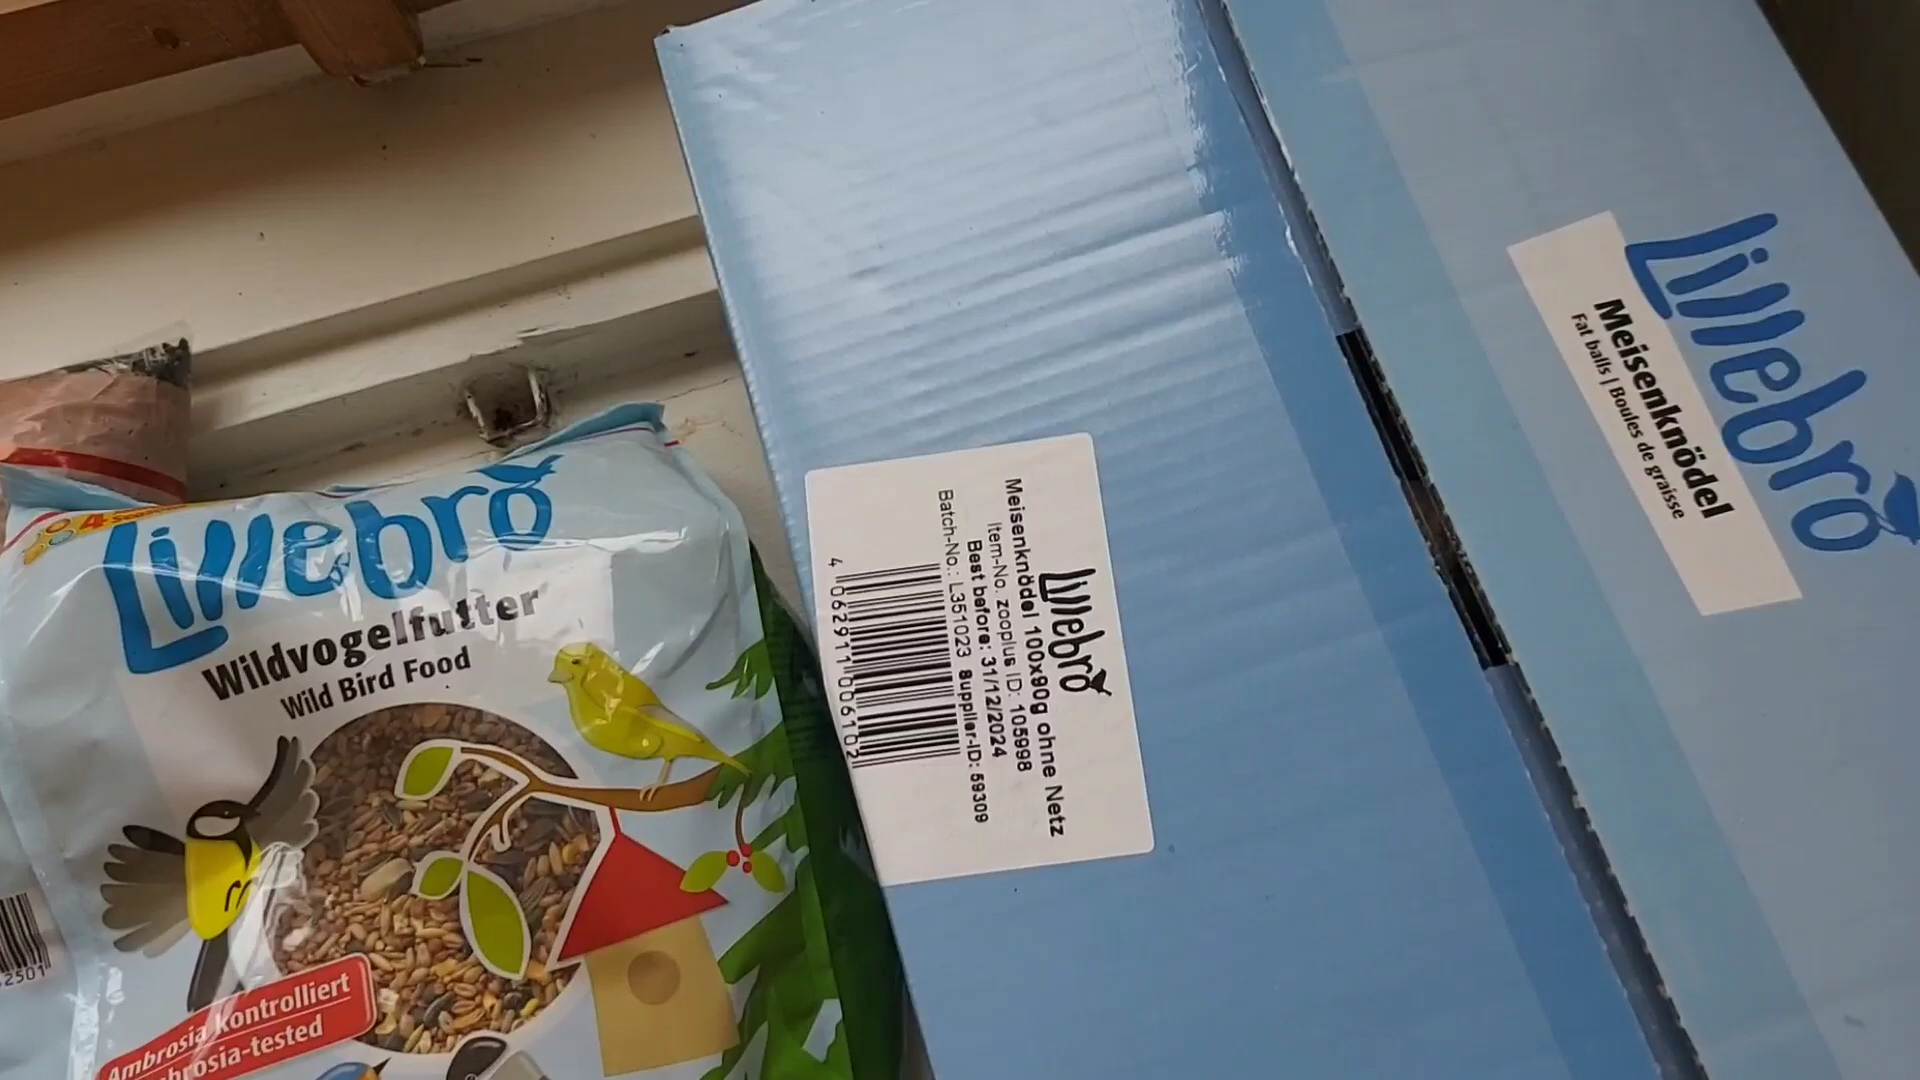 Lillebro
Wildvogelfutter
Wild Bird Food
Ambrosia kontrolliert
brosia-tested
2501
4
Lillebro
Meisenknödel 100x90g ohne Netz
Item-No. zooplus ID: 105998
Best before: 31/12/2024
Batch-No.: L351023 Supplier-ID: 59309
4 062911 006102
Lillebro
Meisenknödel
Fat balls | Boules de graisse